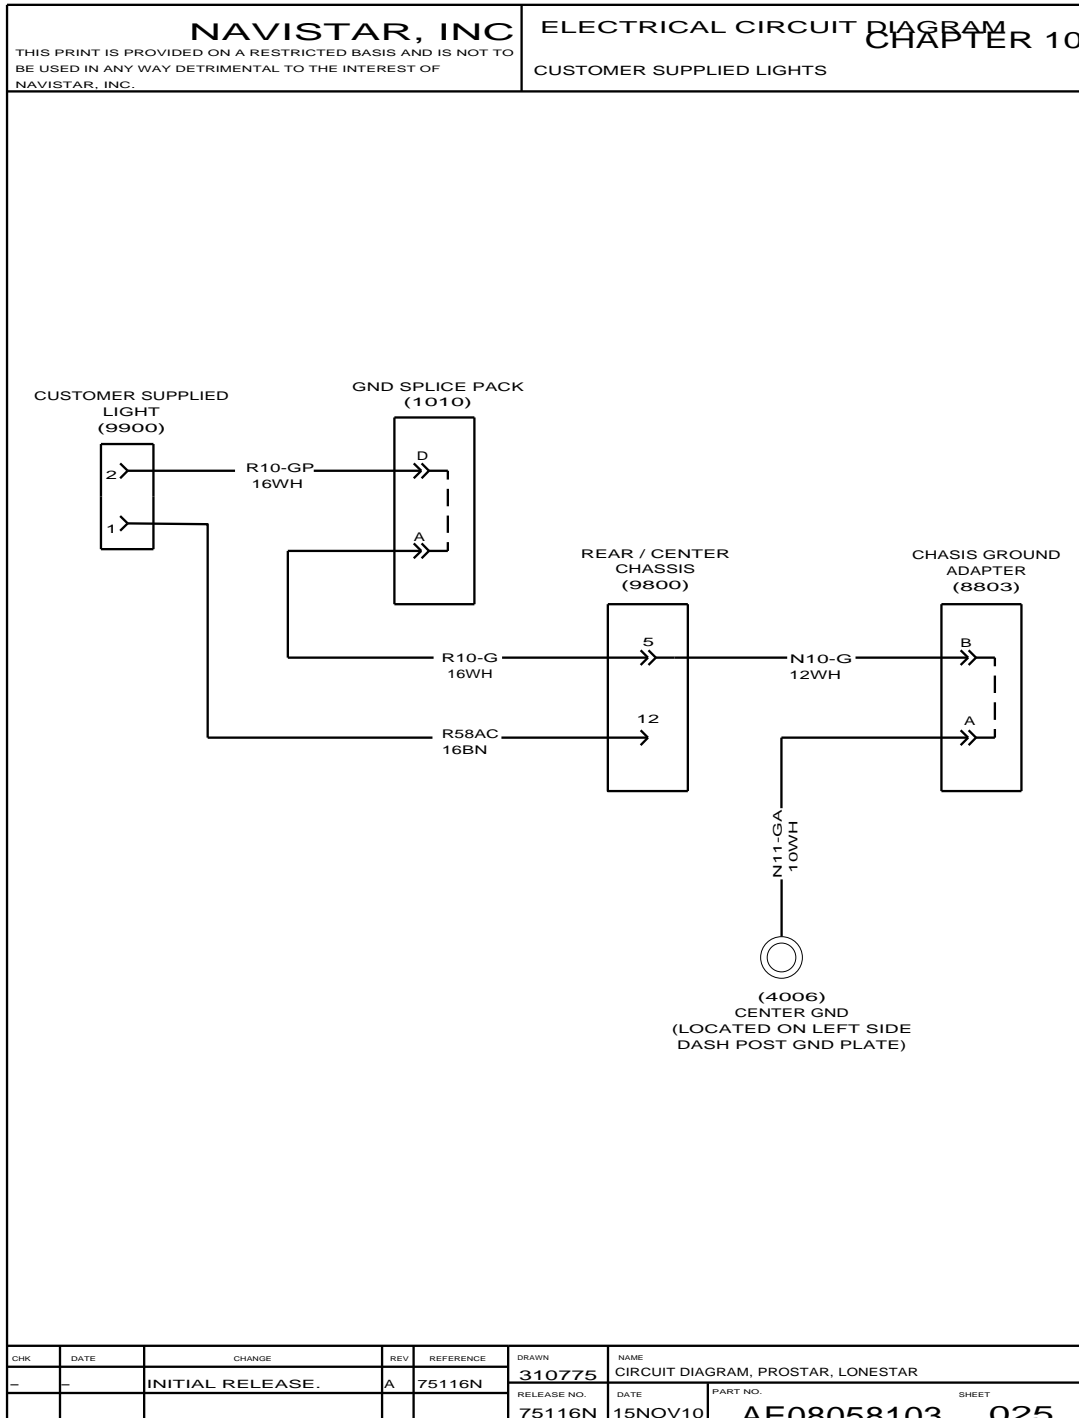 NAVISTAR, INC
THIS PRINT IS PROVIDED ON A RESTRICTED BASIS AND IS NOT TO
BE USED IN ANY WAY DETRIMENTAL TO THE INTEREST OF
NAVISTAR, INC.
ELECTRICAL CIRCUIT DIAGRAM
CHAPTER 10
CUSTOMER SUPPLIED LIGHTS
CUSTOMER SUPPLIED
LIGHT
(9900)
2
1
GND SPLICE PACK
(1010)
D
A
R10-GP
16WH
REAR / CENTER
CHASSIS
(9800)
5
12
CHASIS GROUND
ADAPTER
(8803)
B
A
R10-G
16WH
N10-G
12WH
R58AC
16BN
N11-GA
10WH
(4006)
CENTER GND
(LOCATED ON LEFT SIDE
DASH POST GND PLATE)
CHK DATE CHANGE REV REFERENCE
– – INITIAL RELEASE. A 75116N
DRAWN
310775
NAME
CIRCUIT DIAGRAM, PROSTAR, LONESTAR
RELEASE NO.
75116N
DATE
15NOV10
PART NO.
AE08058103
SHEET
025